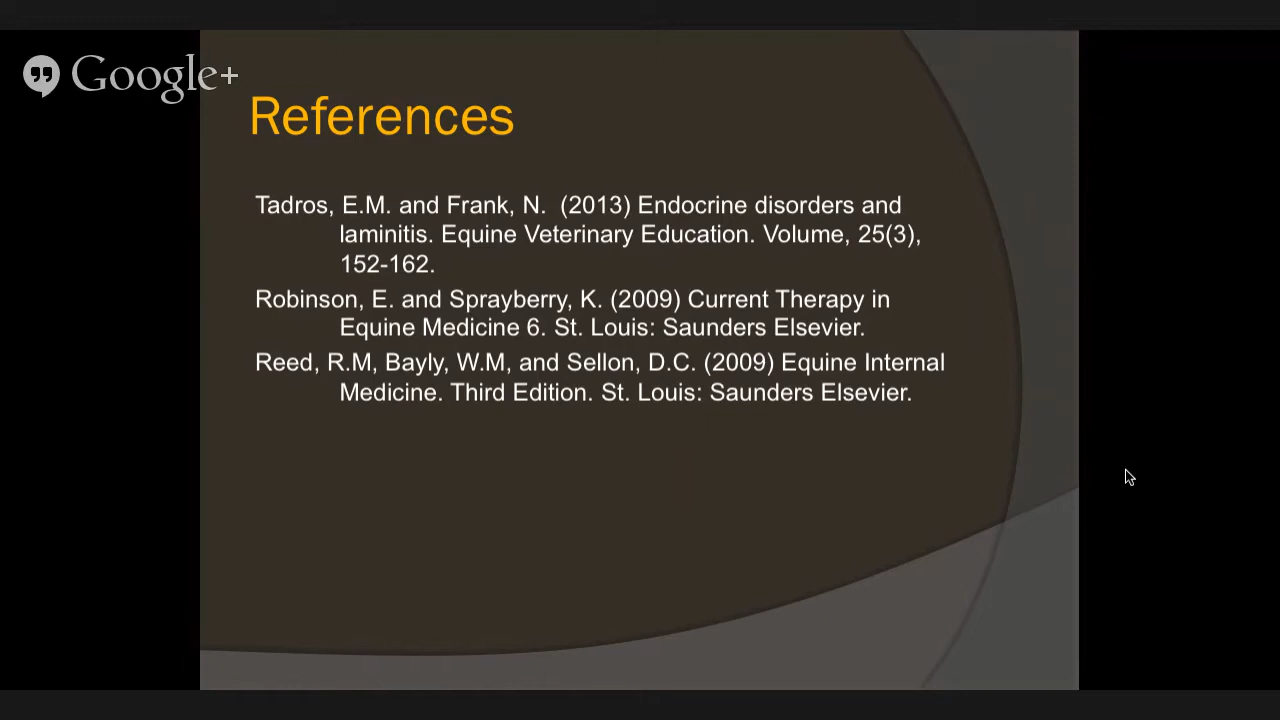 Google+
References
Tadros, E.M. and Frank, N.  (2013) Endocrine disorders and
laminitis. Equine Veterinary Education. Volume, 25(3),
152-162.
Robinson, E. and Sprayberry, K. (2009) Current Therapy in
Equine Medicine 6. St. Louis: Saunders Elsevier.
Reed, R.M, Bayly, W.M, and Sellon, D.C. (2009) Equine Internal
Medicine. Third Edition. St. Louis: Saunders Elsevier.